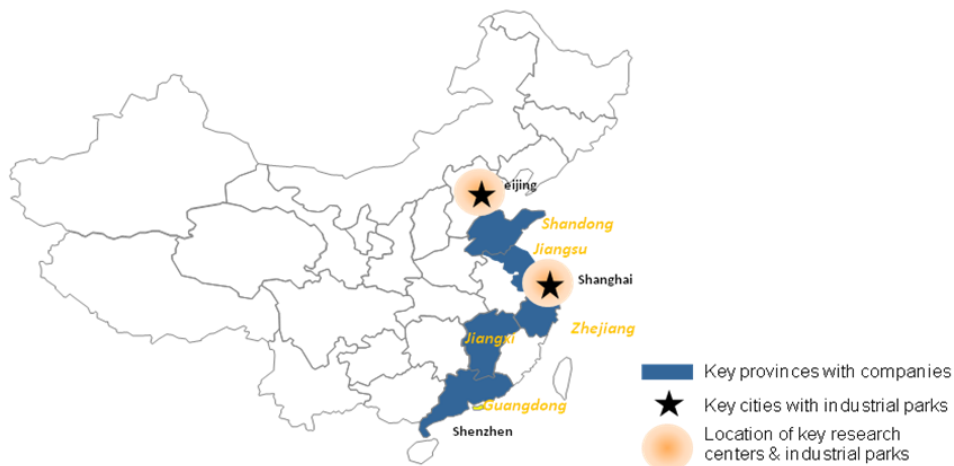 eijing
Shandong
Jiangsu
Shanghai
Zhejiang
Jiangxi
Guangdong
Shenzhen
Key provinces with companies
Key cities with industrial parks
Location of key research
centers & industrial parks